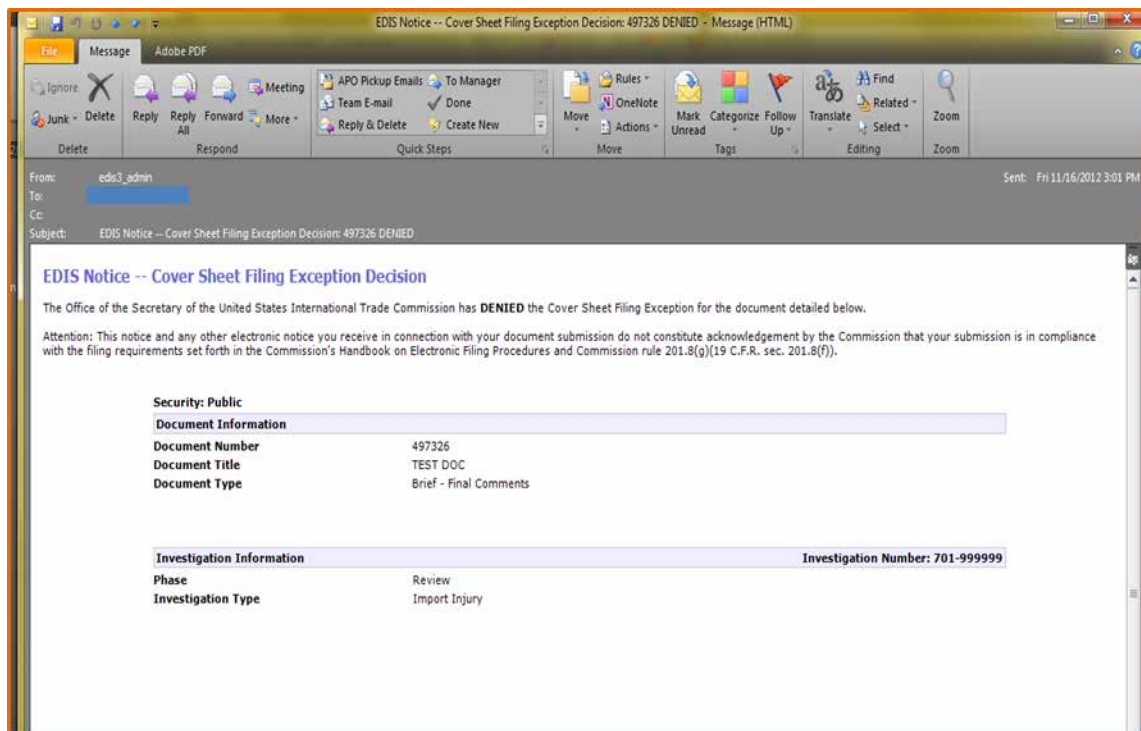 EDIS Notice -- Cover Sheet Filing Exception Decision: 497326 DENIED - Message (HTML)
File Message Adobe PDF
Ignore
Junk Delete
Reply Reply All Forward
Meeting
More
APO Pickup Emails To Manager
Team E-mail Done
Reply & Delete Create New
Move
Rules
OneNote
Actions
Mark Unread Categorize Follow Up
Translate
Find
Related
Select
Zoom
Delete Respond Quick Steps Move Tags Editing Zoom
From: edis3_admin Sent: Fri 11/16/2012 3:01 PM
To:
Cc:
Subject: EDIS Notice -- Cover Sheet Filing Exception Decision: 497326 DENIED
EDIS Notice -- Cover Sheet Filing Exception Decision
The Office of the Secretary of the United States International Trade Commission has DENIED the Cover Sheet Filing Exception for the document detailed below.
Attention: This notice and any other electronic notice you receive in connection with your document submission do not constitute acknowledgement by the Commission that your submission is in compliance
with the filing requirements set forth in the Commission's Handbook on Electronic Filing Procedures and Commission rule 201.8(g)(19 C.F.R. sec. 201.8(f)).
Security: Public
Document Information
Document Number 497326
Document Title TEST DOC
Document Type Brief - Final Comments
Investigation Information Investigation Number: 701-999999
Phase Review
Investigation Type Import Injury